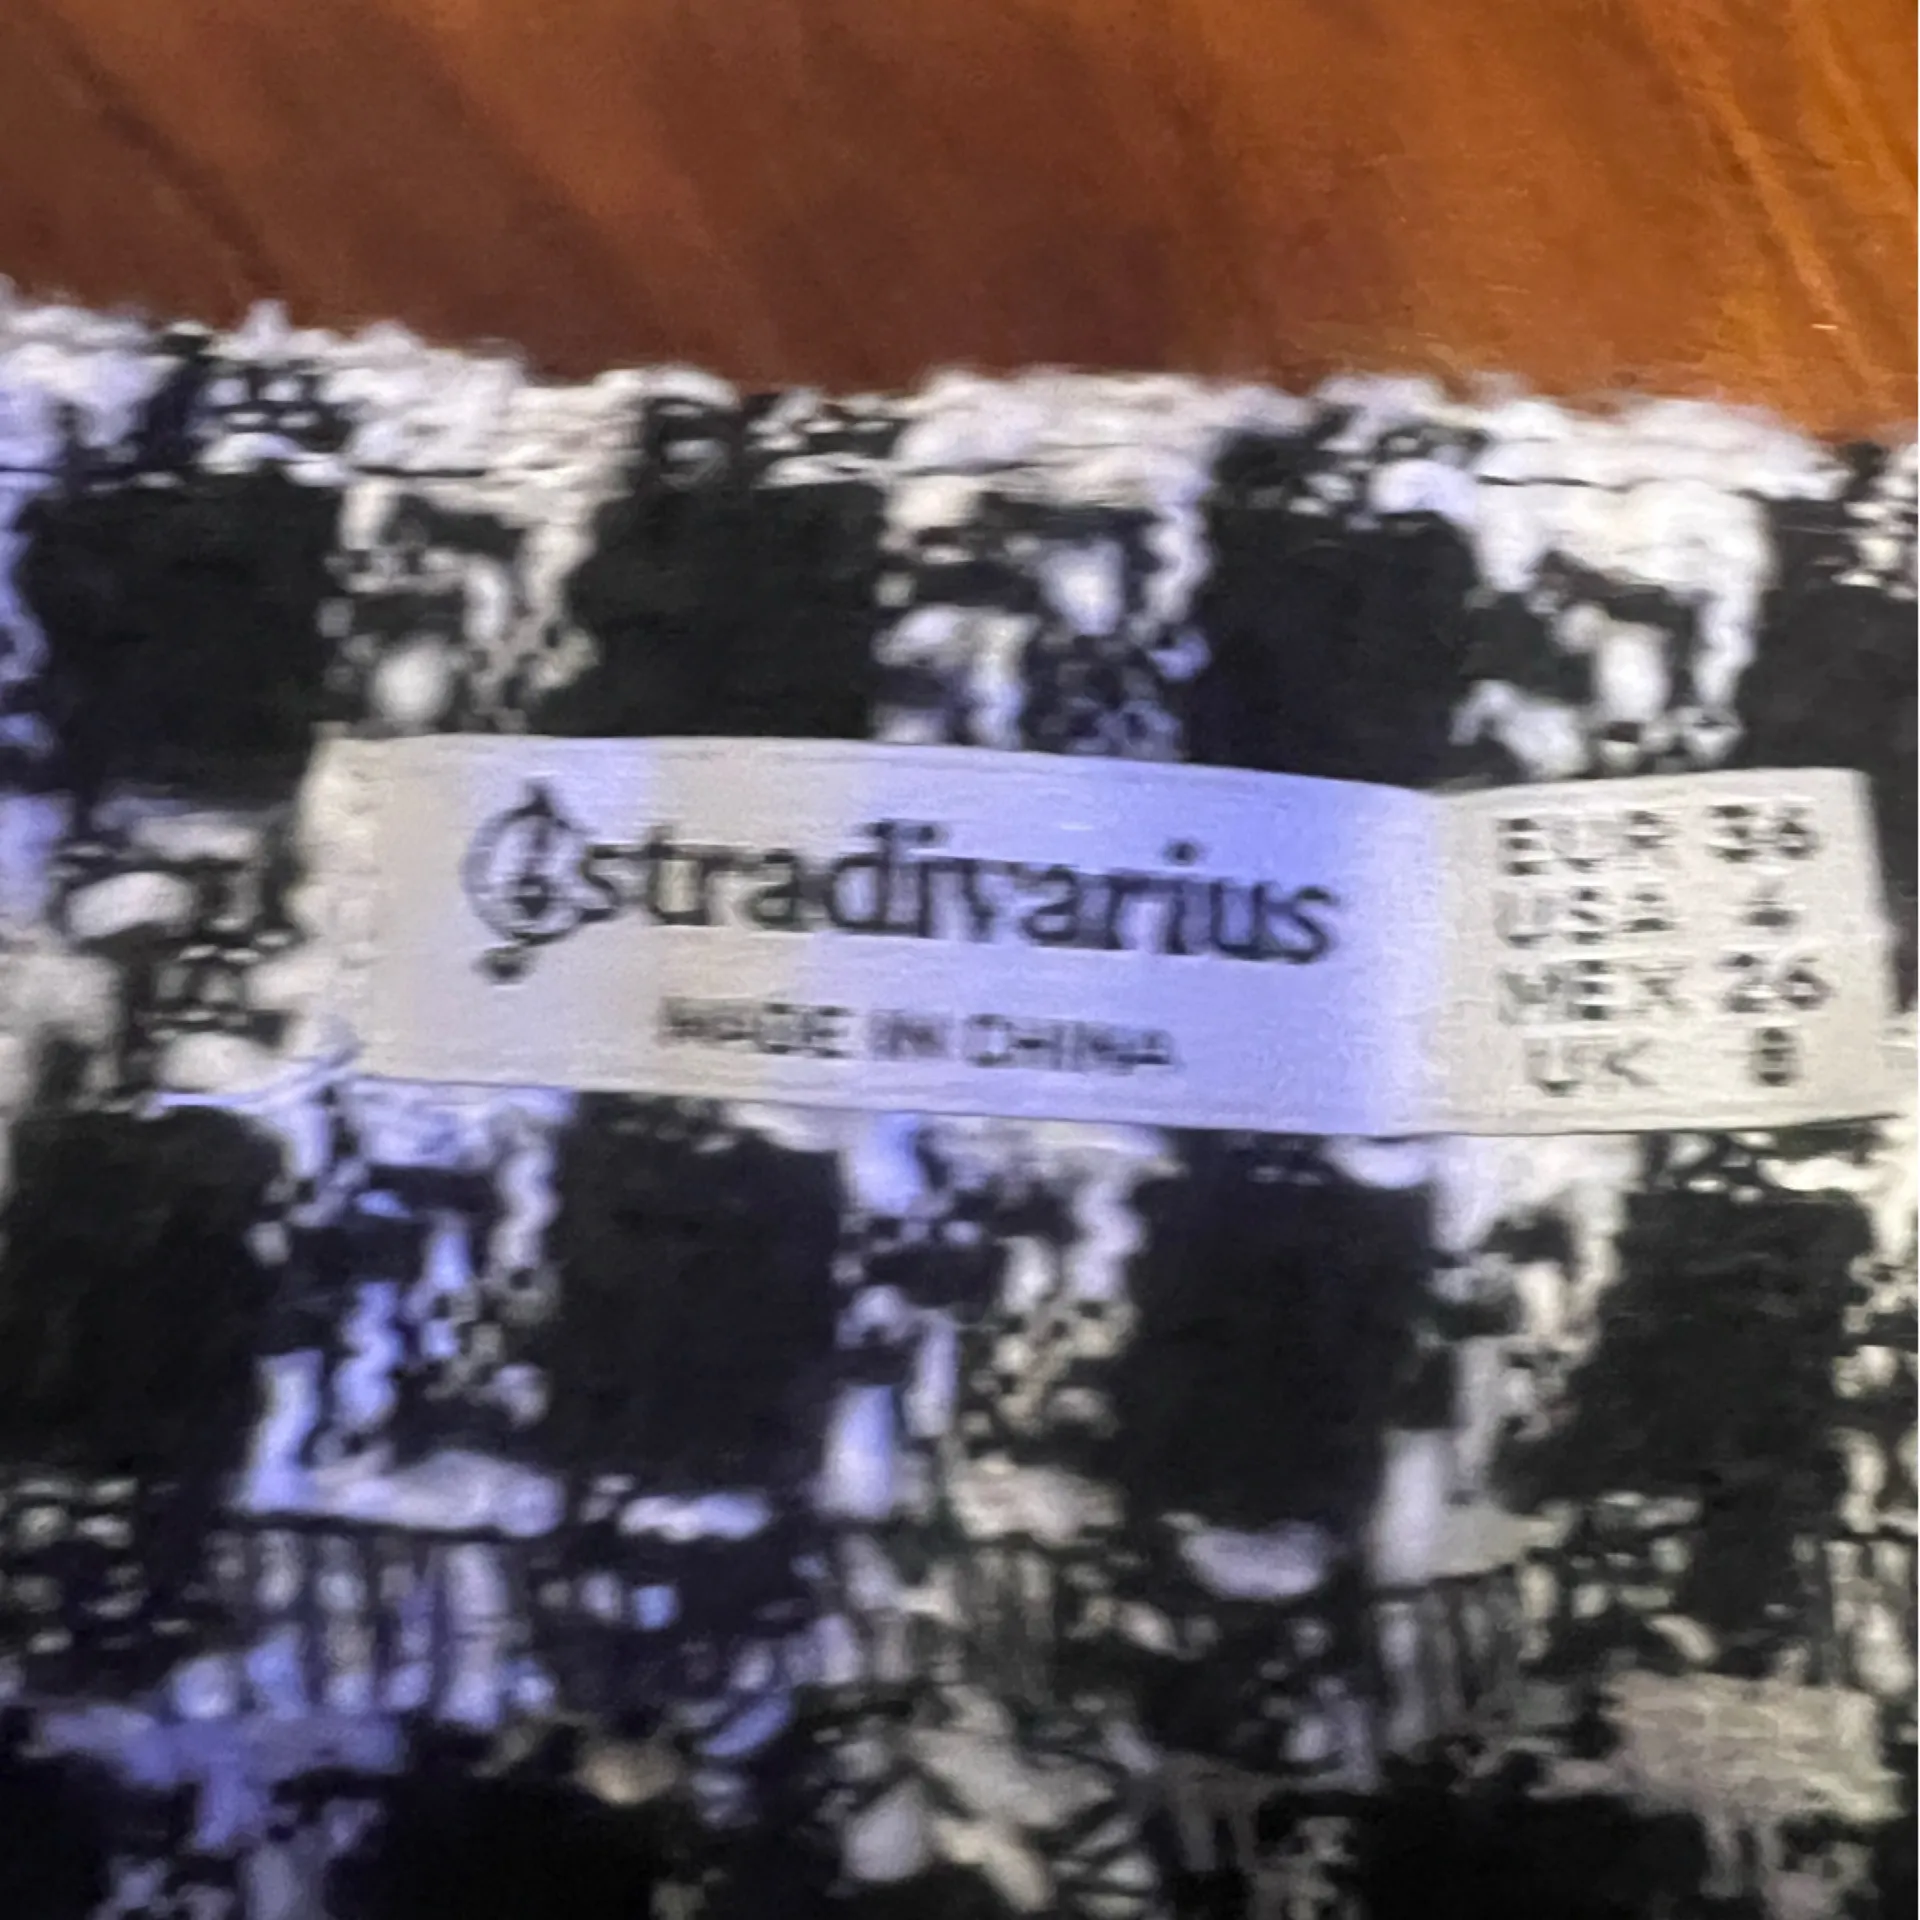 stradivarius
MADE IN CHINA
EUR 36
USA 4
MEX 26
UK 8